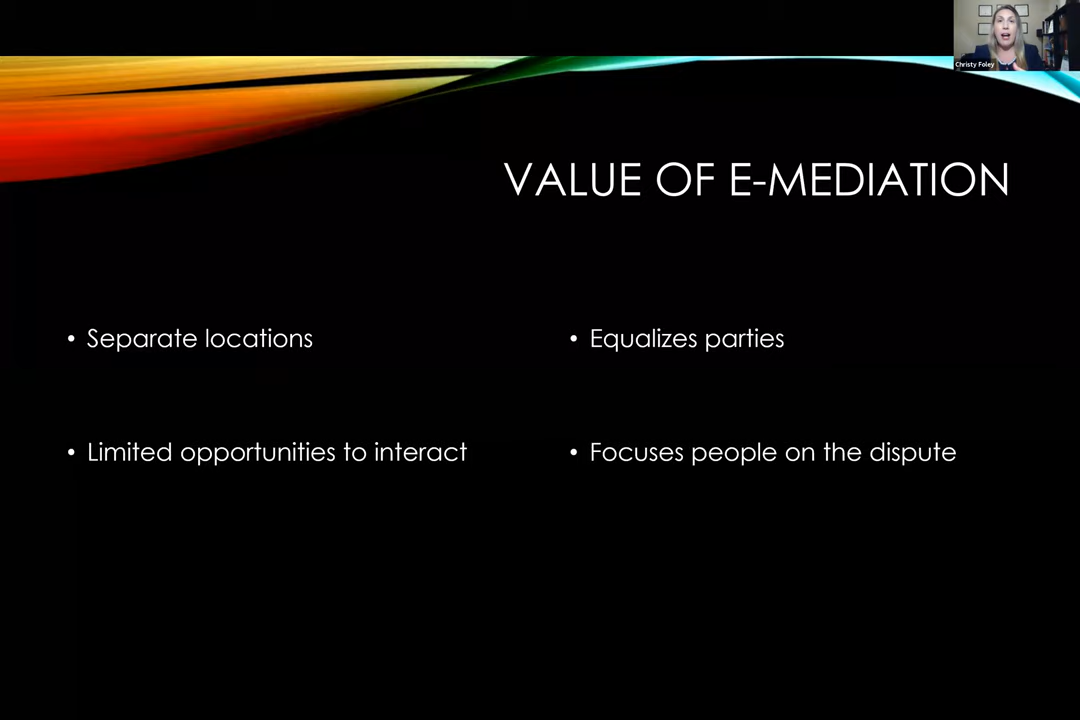 Christy Foley
VALUE OF E-MEDIATION
• Separate locations
• Limited opportunities to interact
• Equalizes parties
• Focuses people on the dispute